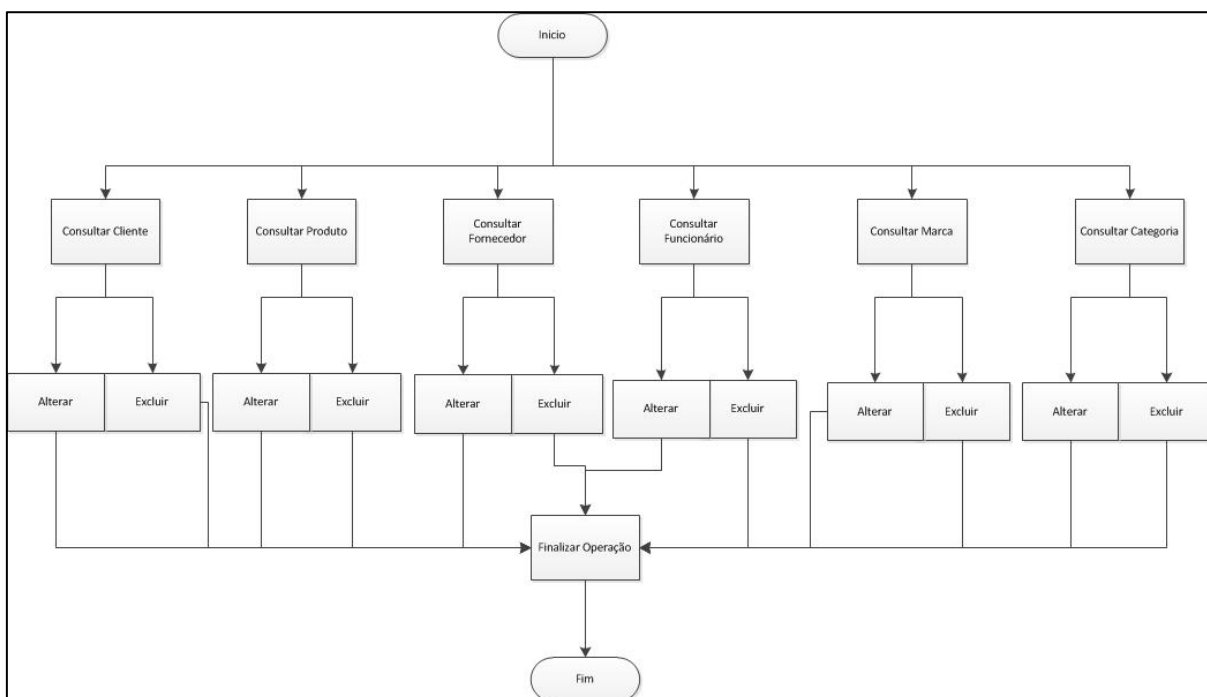 Inicio
Consultar Cliente
Consultar Produto
Consultar
Fornecedor
Consultar
Funcionário
Consultar Marca
Consultar Categoria
Alterar
Excluir
Alterar
Excluir
Alterar
Excluir
Alterar
Excluir
Alterar
Excluir
Alterar
Excluir
Finalizar Operação
Fim